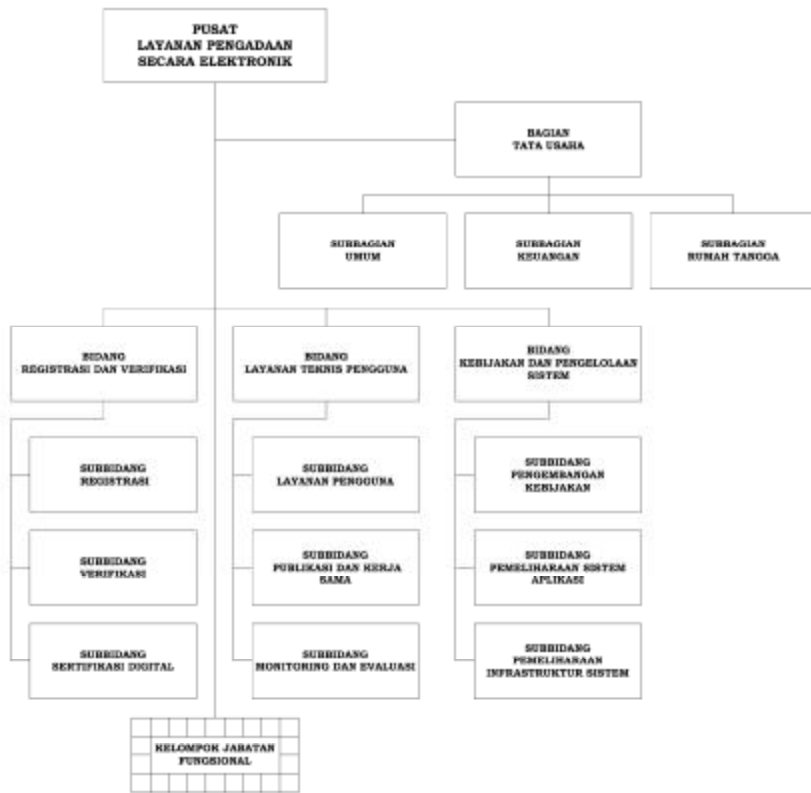 PUSAT
LAYANAN PENGADAAN
SECARA ELEKTRONIK
BAGIAN
TATA USAHA
SUBBAGIAN
UMUM
SUBBAGIAN
KEUANGAN
SUBBAGIAN
RUMAH TANGGA
BIDANG
REGISTRASI DAN VERIFIKASI
BIDANG
LAYANAN TEKNIS PENGGUNA
BIDANG
KEBIJAKAN DAN PENGELOLAAN
SISTEM
SUBBIDANG
REGISTRASI
SUBBIDANG
LAYANAN PENGGUNA
SUBBIDANG
PENGEMBANGAN
KEBIJAKAN
SUBBIDANG
VERIFIKASI
SUBBIDANG
PUBLIKASI DAN KERJA
SAMA
SUBBIDANG
PEMELIHARAAN SISTEM
APLIKASI
SUBBIDANG
SERTIFIKASI DIGITAL
SUBBIDANG
MONITORING DAN EVALUASI
SUBBIDANG
PEMELIHARAAN
INFRASTRUKTUR SISTEM
KELOMPOK JABATAN
FUNGSIONAL